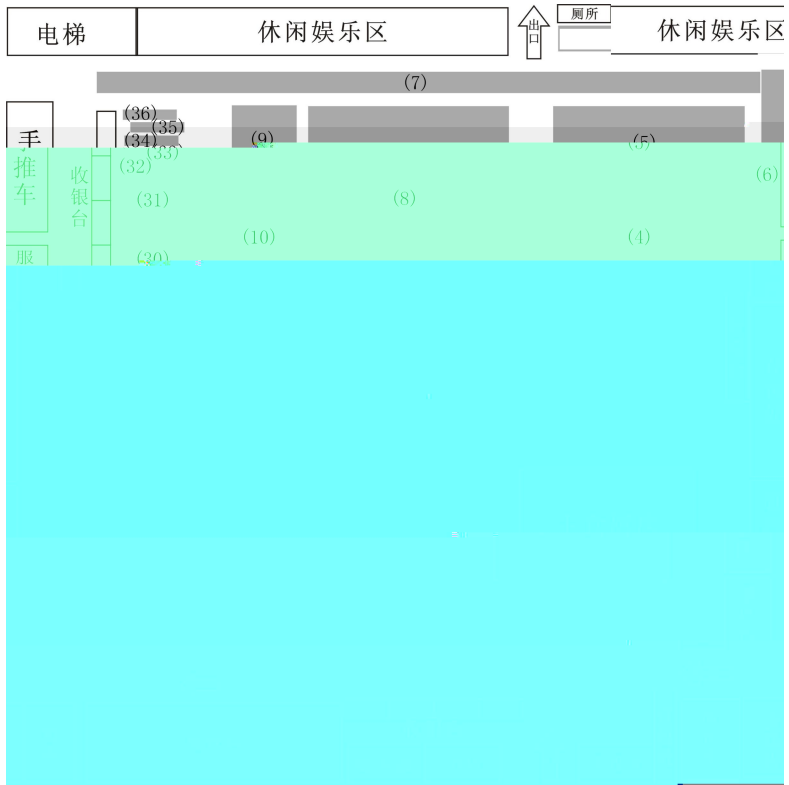 电梯
休闲娱乐区
出口
厕所
休闲娱乐区
(7)
(36)
(35)
(34)
(9)
(5)
(33)
手推车
(32)
收银台
(6)
(31)
(8)
(10)
(4)
服
(30)